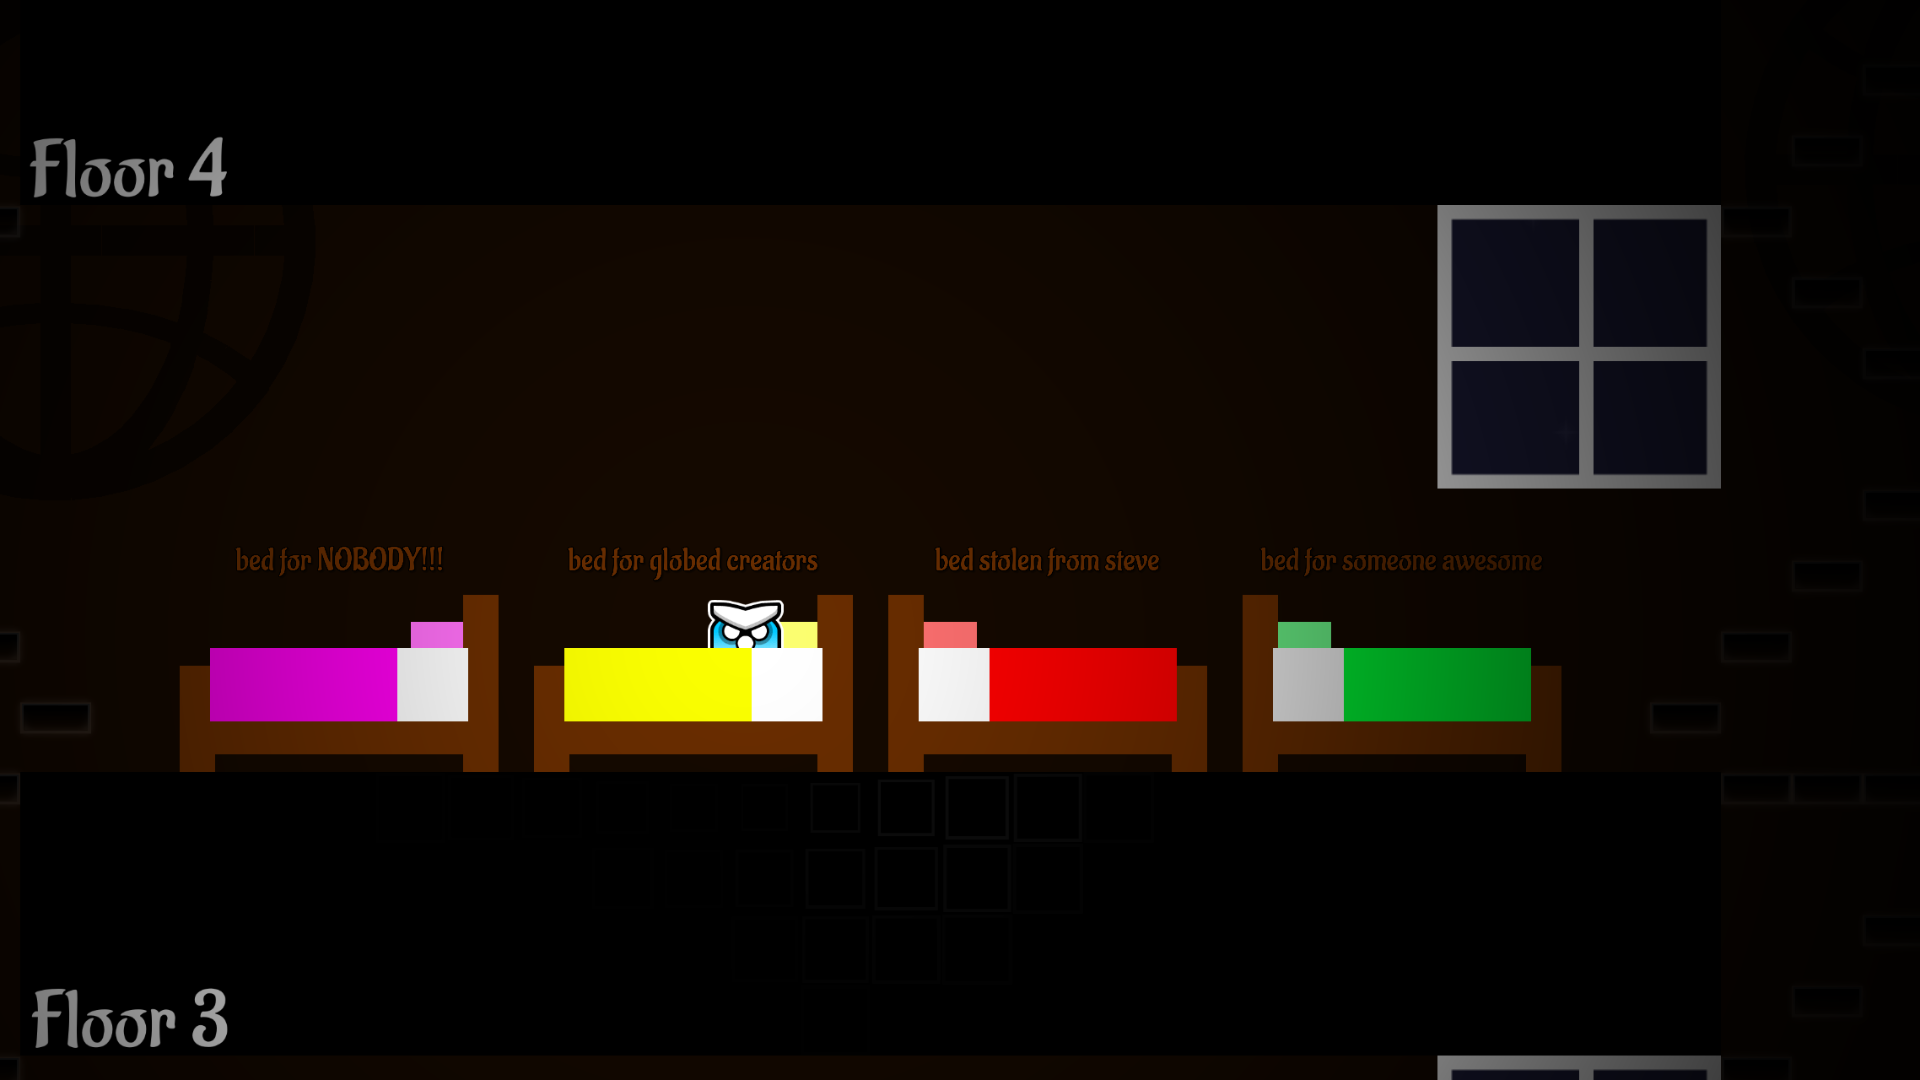 Floor 4
bed for NOBODY!!!
bed for globed creators
bed stolen from steve
bed for someone awesome
Floor 3